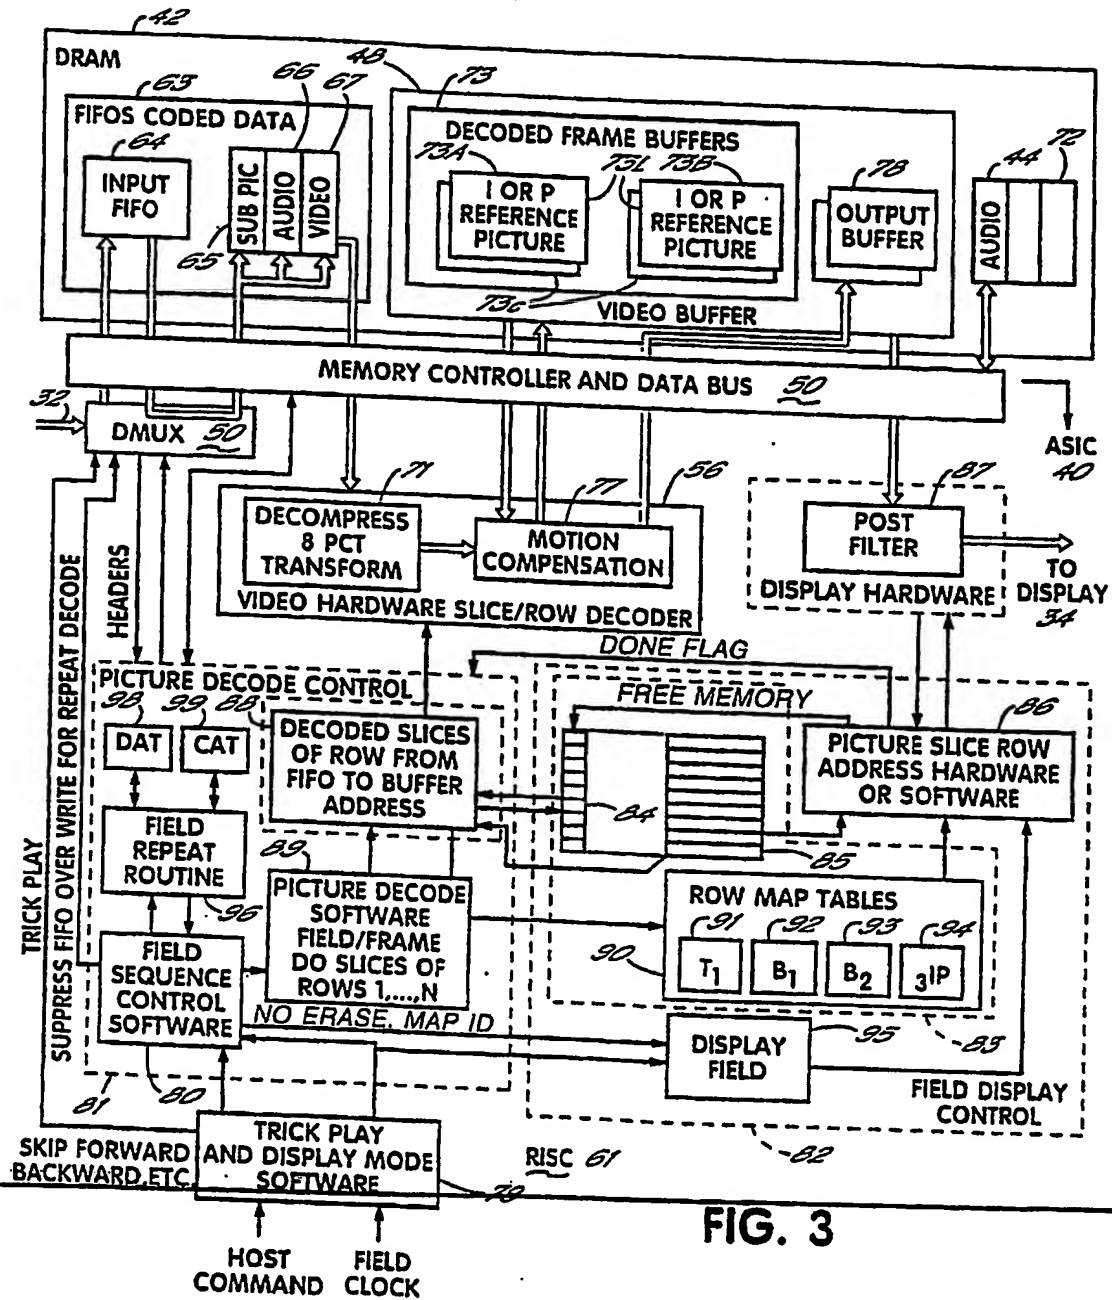 42
DRAM
63
FIFOS CODED DATA
64
INPUT
FIFO
66
67
SUB PIC
AUDIO
VIDEO
65
48
73
DECODED FRAME BUFFERS
73A
I OR P
REFERENCE
PICTURE
73L
73B
I OR P
REFERENCE
PICTURE
73C
VIDEO BUFFER
78
OUTPUT
BUFFER
44
72
AUDIO
MEMORY CONTROLLER AND DATA BUS 50
32
DMUX 50
ASIC
40
71
DECOMPRESS
8 PCT
TRANSFORM
77
MOTION
COMPENSATION
56
VIDEO HARDWARE SLICE/ROW DECODER
87
POST
FILTER
DISPLAY HARDWARE
TO
DISPLAY
34
TRICK PLAY
SUPPRESS FIFO OVER WRITE FOR REPEAT DECODE
HEADERS
DONE FLAG
PICTURE DECODE CONTROL
98
DAT
99
CAT
88
DECODED SLICES
OF ROW FROM
FIFO TO BUFFER
ADDRESS
FREE MEMORY
84
85
86
PICTURE SLICE ROW
ADDRESS HARDWARE
OR SOFTWARE
FIELD
REPEAT
ROUTINE
96
89
PICTURE DECODE
SOFTWARE
FIELD/FRAME
DO SLICES OF
ROWS 1,....,N
ROW MAP TABLES
90
91
T1
92
B1
93
B2
94
3IP
83
FIELD
SEQUENCE
CONTROL
SOFTWARE
80
81
NO ERASE, MAP ID
95
DISPLAY
FIELD
FIELD DISPLAY
CONTROL
82
SKIP FORWARD
BACKWARD, ETC.
TRICK PLAY
AND DISPLAY MODE
SOFTWARE
79
RISC 61
HOST
COMMAND
FIELD
CLOCK
FIG. 3